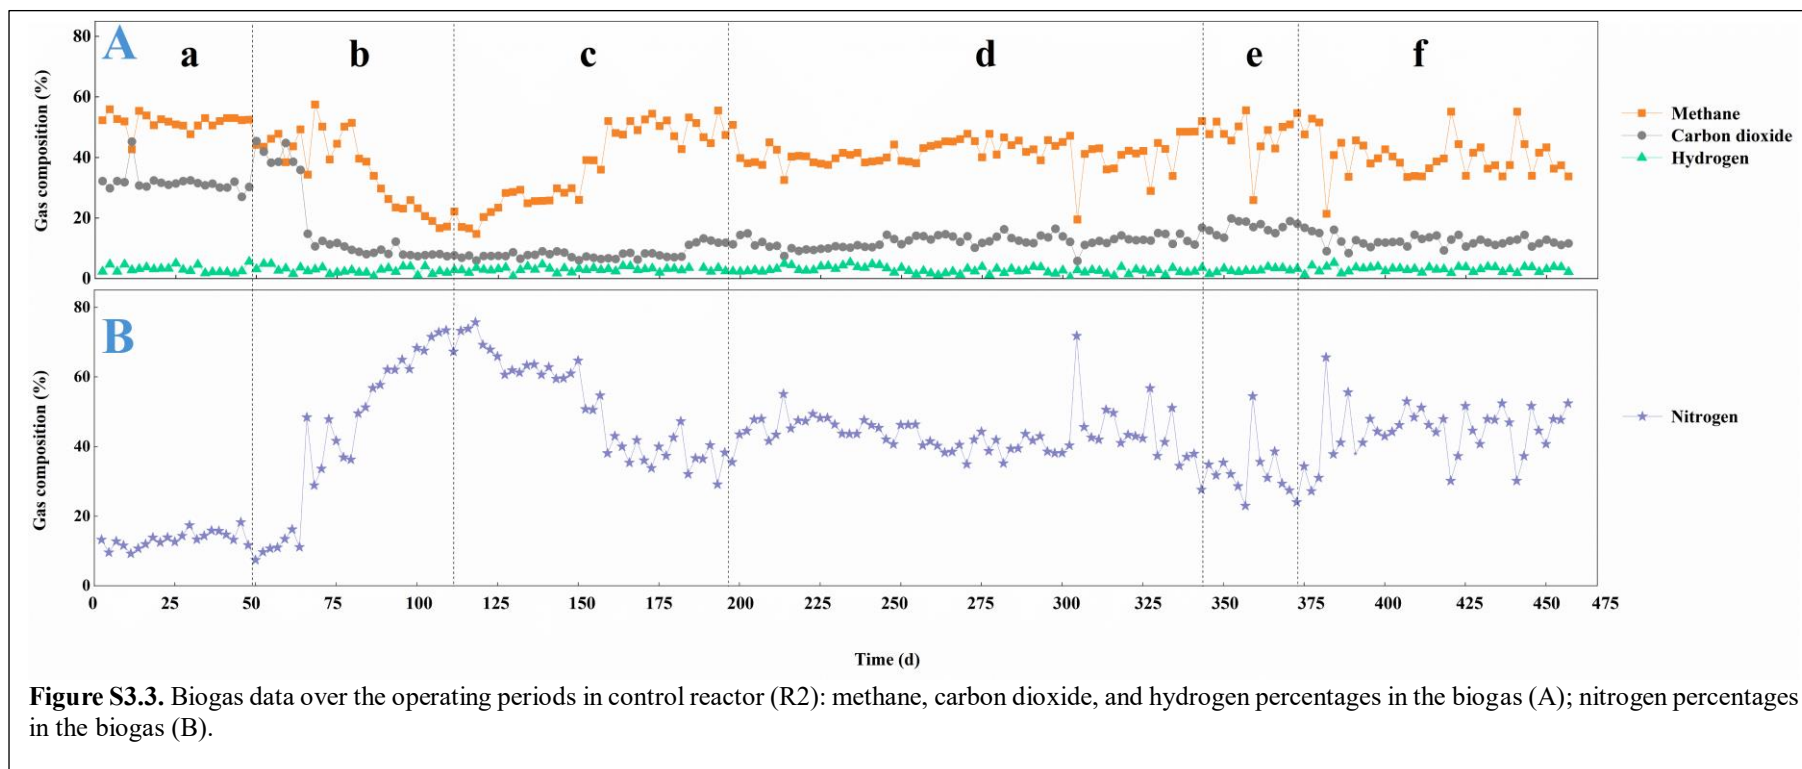 A
a b c d e f
80
60
40
20
0
Gas composition (%)
Methane
Carbon dioxide
Hydrogen
B
80
60
40
20
0
Gas composition (%)
Nitrogen
0 25 50 75 100 125 150 175 200 225 250 275 300 325 350 375 400 425 450 475
Time (d)
Figure S3.3. Biogas data over the operating periods in control reactor (R2): methane, carbon dioxide, and hydrogen percentages in the biogas (A); nitrogen percentages
in the biogas (B).